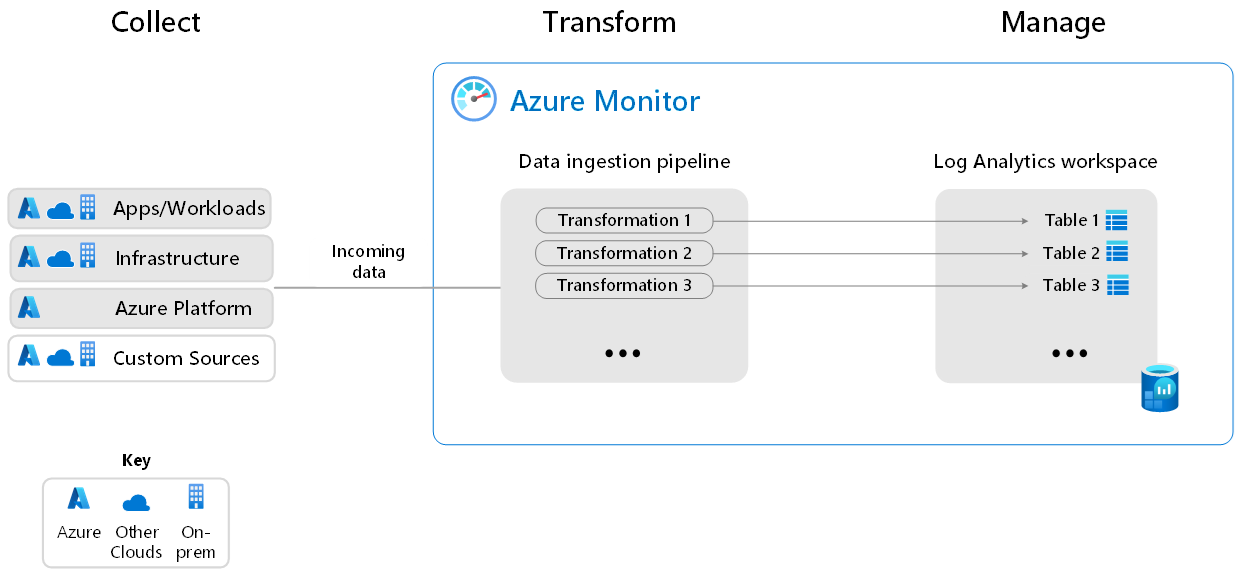 Collect
Transform
Manage
Azure Monitor
Data ingestion pipeline
Log Analytics workspace
Apps/Workloads
Infrastructure
Azure Platform
Custom Sources
Incoming
data
Transformation 1
Transformation 2
Transformation 3
•••
Table 1
Table 2
Table 3
•••
Key
Azure
Other
Clouds
On-
prem